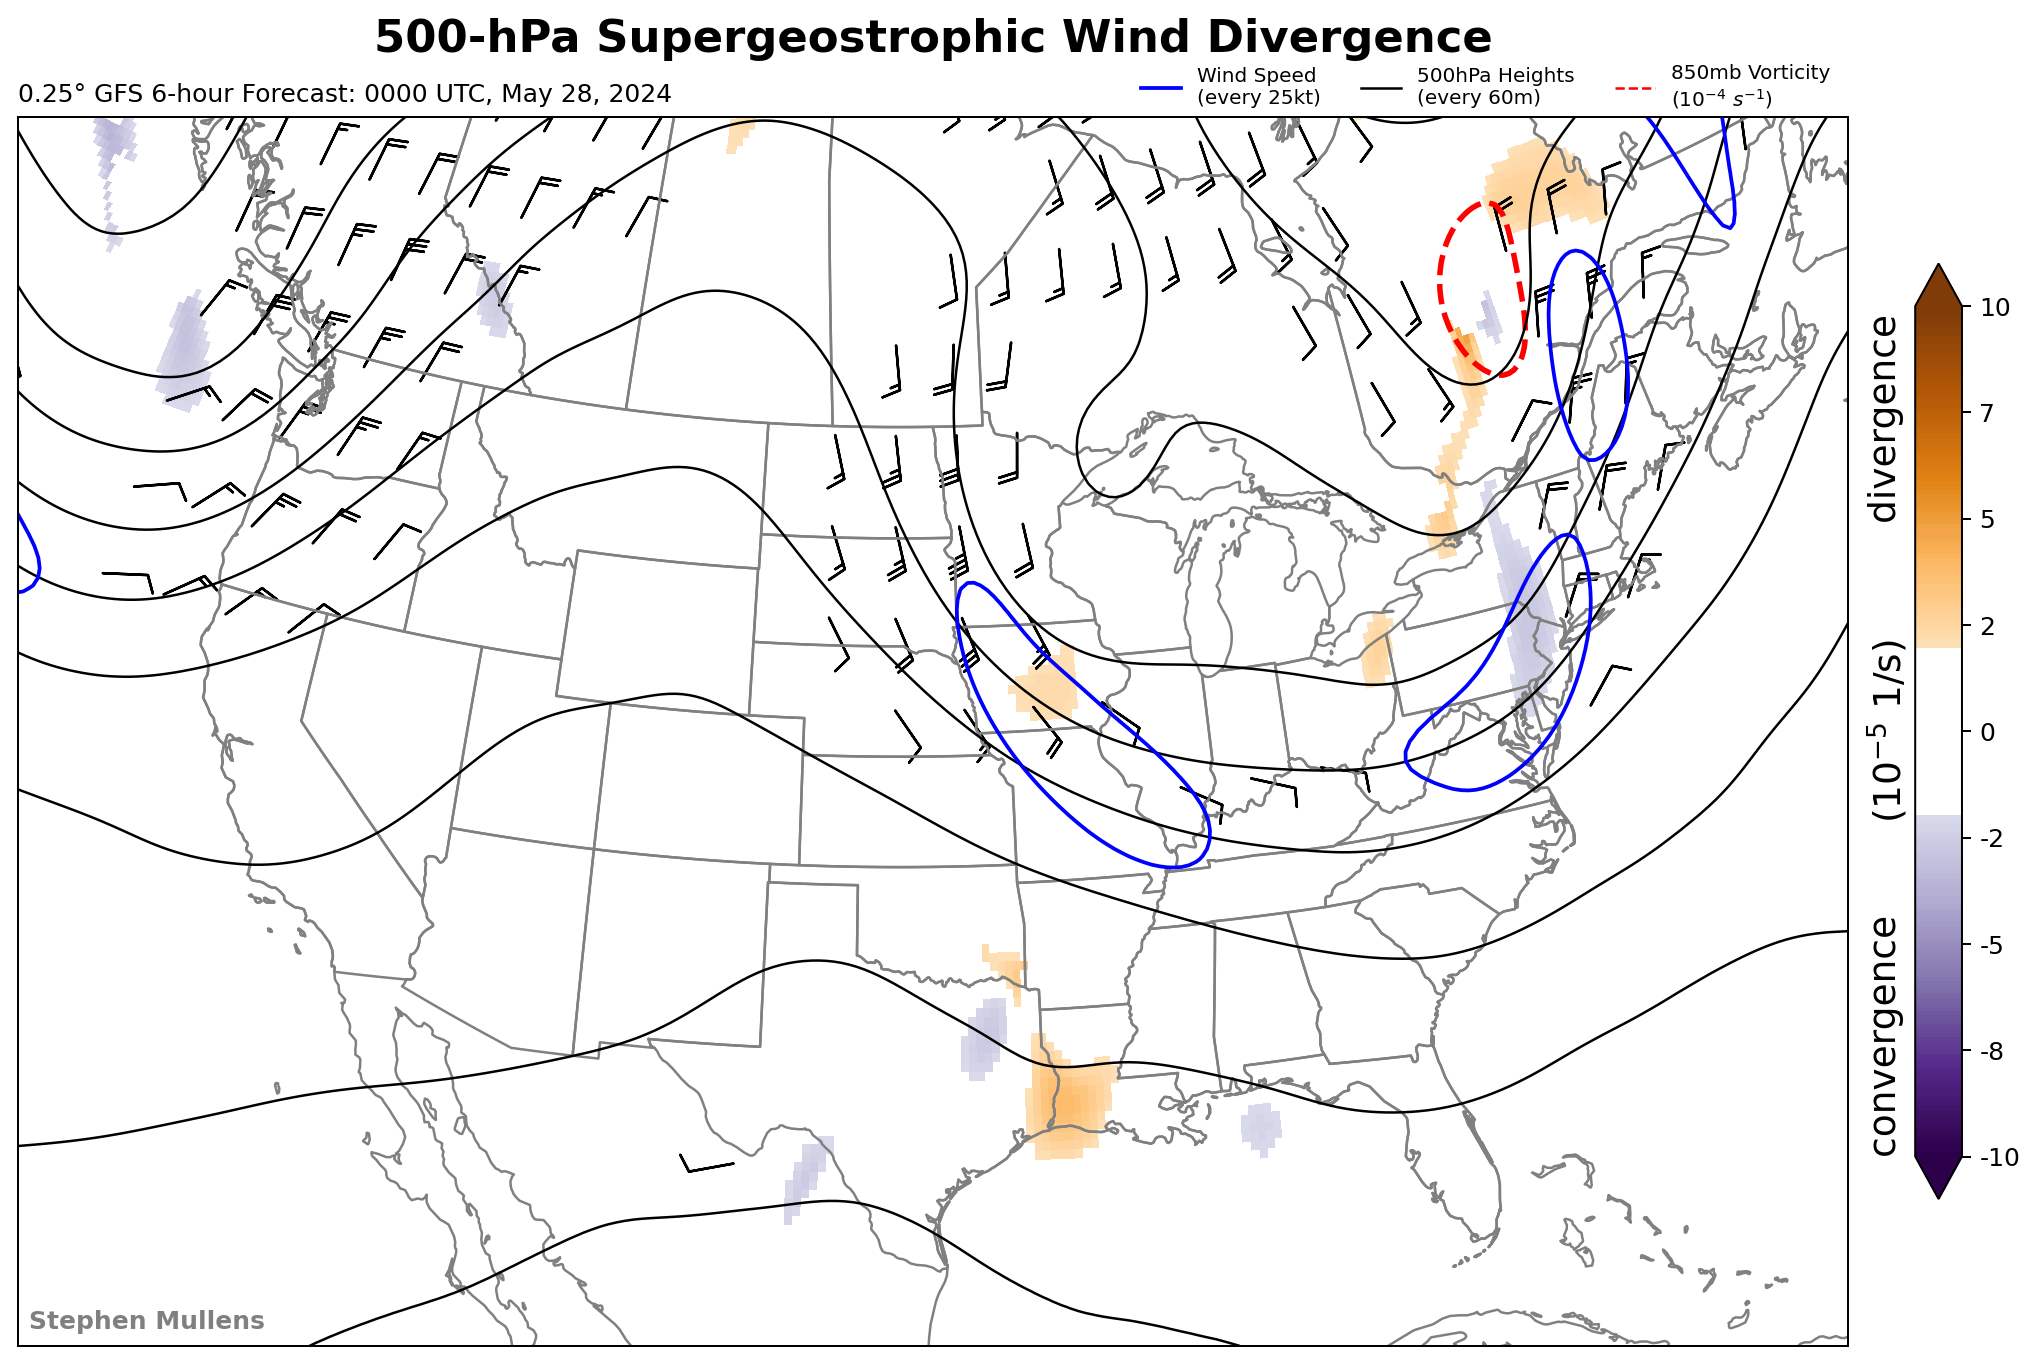 500-hPa Supergeostrophic Wind Divergence
0.25° GFS 6-hour Forecast: 0000 UTC, May 28, 2024
Wind Speed
(every 25kt)
500hPa Heights
(every 60m)
850mb Vorticity
(10⁻⁴ s⁻¹)
10
7
5
2
0
-2
-5
-8
-10
convergence (10⁻⁵ 1/s) divergence
Stephen Mullens